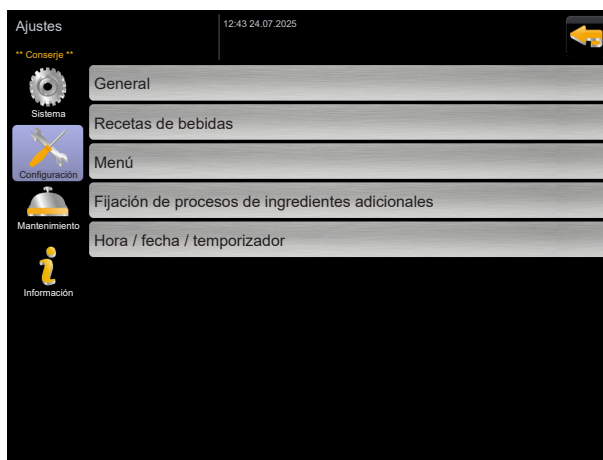 Ajustes
12:43 24.07.2025
** Conserje **
Sistema
Configuración
Mantenimiento
Información
General
Recetas de bebidas
Menú
Fijación de procesos de ingredientes adicionales
Hora / fecha / temporizador